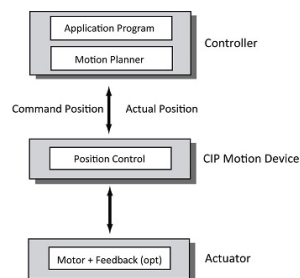 Application Program
Controller
Motion Planner
Command Position
Actual Position
Position Control
CIP Motion Device
Motor + Feedback (opt)
Actuator